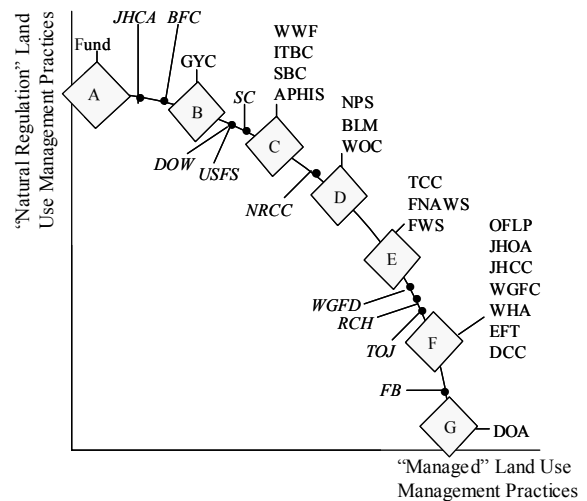 “Natural Regulation” Land
Use Management Practices
JHCA
BFC
Fund
A
GYC
B
SC
DOW
USFS
WWF
ITBC
SBC
APHIS
C
NRCC
NPS
BLM
WOC
D
TCC
FNAWS
FWS
E
WGFD
RCH
TOJ
OFLP
JHOA
JHCC
WGFC
WHA
EFT
DCC
F
FB
G
DOA
“Managed” Land Use
Management Practices